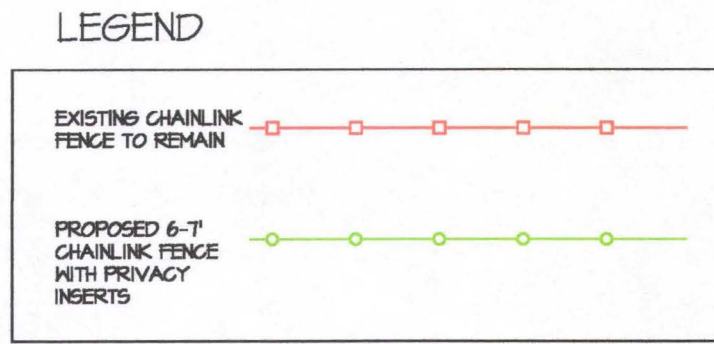 LEGEND
EXISTING CHAINLINK
FENCE TO REMAIN
PROPOSED 6-7'
CHAINLINK FENCE
WITH PRIVACY
INSERTS